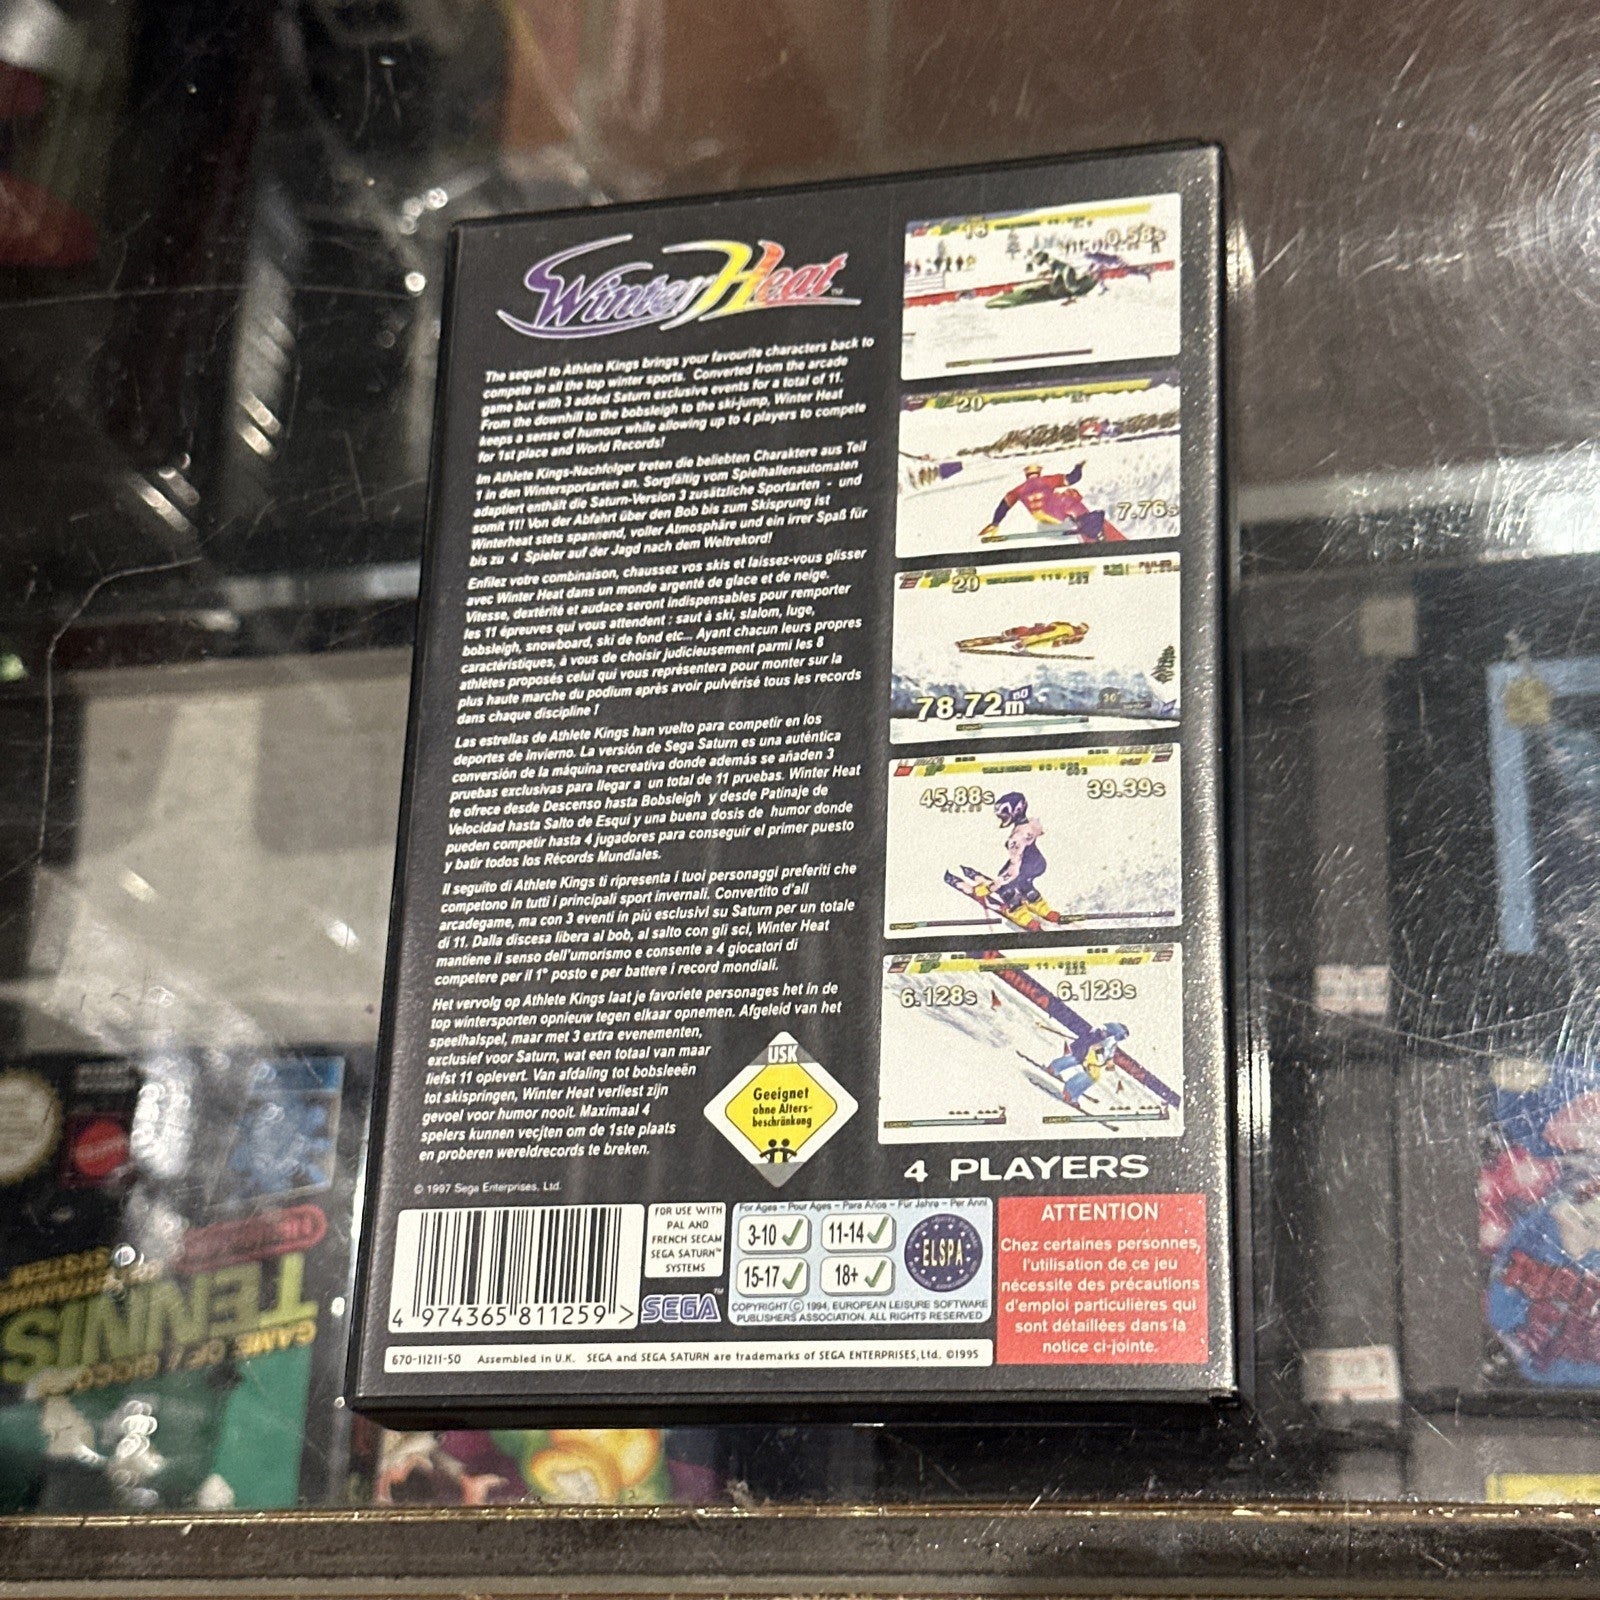 Winter Heat™
The sequel to Athlete Kings brings your favourite characters back to
compete in all the top winter sports. Converted from the arcade
game but with 3 added Saturn exclusive events for a total of 11.
From the downhill to the bobsleigh to the ski-jump, Winter Heat
keeps a sense of humour while allowing up to 4 players to compete
for 1st place and World Records!
Im Athlete Kings-Nachfolger treten die beliebten Charaktere aus Teil
1 in den Wintersportarten an. Sorgfältig vom Spielhallenautomaten
adaptiert enthält die Saturn-Version 3 zusätzliche Sportarten - und
somit 11! Von der Abfahrt über den Bob bis zum Skisprung ist
Winterheat stets spannend, voller Atmosphäre und ein irrer Spaß für
bis zu 4 Spieler auf der Jagd nach dem Weltrekord!
Enfilez votre combinaison, chaussez vos skis et laissez-vous glisser
avec Winter Heat dans un monde argenté de glace et de neige.
Vitesse, dextérité et audace seront indispensables pour remporter
les 11 épreuves qui vous attendent : saut à ski, slalom, luge,
bobsleigh, snowboard, ski de fond etc... Ayant chacun leurs propres
caractéristiques, à vous de choisir judicieusement parmi les 8
athlètes proposés celui qui vous représentera pour monter sur la
plus haute marche du podium après avoir pulvérisé tous les records
dans chaque discipline !
Las estrellas de Athlete Kings han vuelto para competir en los
deportes de invierno. La versión de Sega Saturn es una auténtica
conversión de la máquina recreativa donde además se añaden 3
pruebas exclusivas para llegar a un total de 11 pruebas. Winter Heat
te ofrece desde Descenso hasta Bobsleigh y desde Patinaje de
Velocidad hasta Salto de Esquí y una buena dosis de humor donde
pueden competir hasta 4 jugadores para conseguir el primer puesto
y batir todos los Récords Mundiales.
Il seguito di Athlete Kings ti ripresenta i tuoi personaggi preferiti che
competono in tutti i principali sport invernali. Convertito d'all
arcadegame, ma con 3 eventi in più esclusivi su Saturn per un totale
di 11. Dalla discesa libera al bob, al salto con gli sci, Winter Heat
mantiene il senso dell'umorismo e consente a 4 giocatori di
competere per il 1° posto e per battere i record mondiali.
Het vervolg op Athlete Kings laat je favoriete personages het in de
top wintersporten opnieuw tegen elkaar opnemen. Afgeleid van het
speelhalspel, maar met 3 extra evenementen,
exclusief voor Saturn, wat een totaal van maar
liefst 11 oplevert. Van afdaling tot bobsleeën
tot skispringen, Winter Heat verliest zijn
gevoel voor humor nooit. Maximaal 4
spelers kunnen vecjten om de 1ste plaats
en proberen wereldrecords te breken.
© 1997 Sega Enterprises, Ltd.
USK
Geeignet
ohne Alters-
beschränkung
0.58s
20
7.76s
20
78.72m
45.88s
39.39s
6.128s
6.128s
4 PLAYERS
4 974365 811259 >
FOR USE WITH
PAL AND
FRENCH SECAM
SEGA SATURN™
SYSTEMS
SEGA™
For Ages – Pour Ages – Para Años – Für Jahre – Per Anni
3-10
11-14
15-17
18+
ELSPA
COPYRIGHT © 1994, EUROPEAN LEISURE SOFTWARE
PUBLISHERS ASSOCIATION. ALL RIGHTS RESERVED
ATTENTION
Chez certaines personnes,
l'utilisation de ce jeu
nécessite des précautions
d'emploi particulieres qui
sont détaillées dans la
notice ci-jointe.
670-11211-50 Assembled in U.K. SEGA and SEGA SATURN are trademarks of SEGA ENTERPRISES, Ltd. ©1995
TENNIS